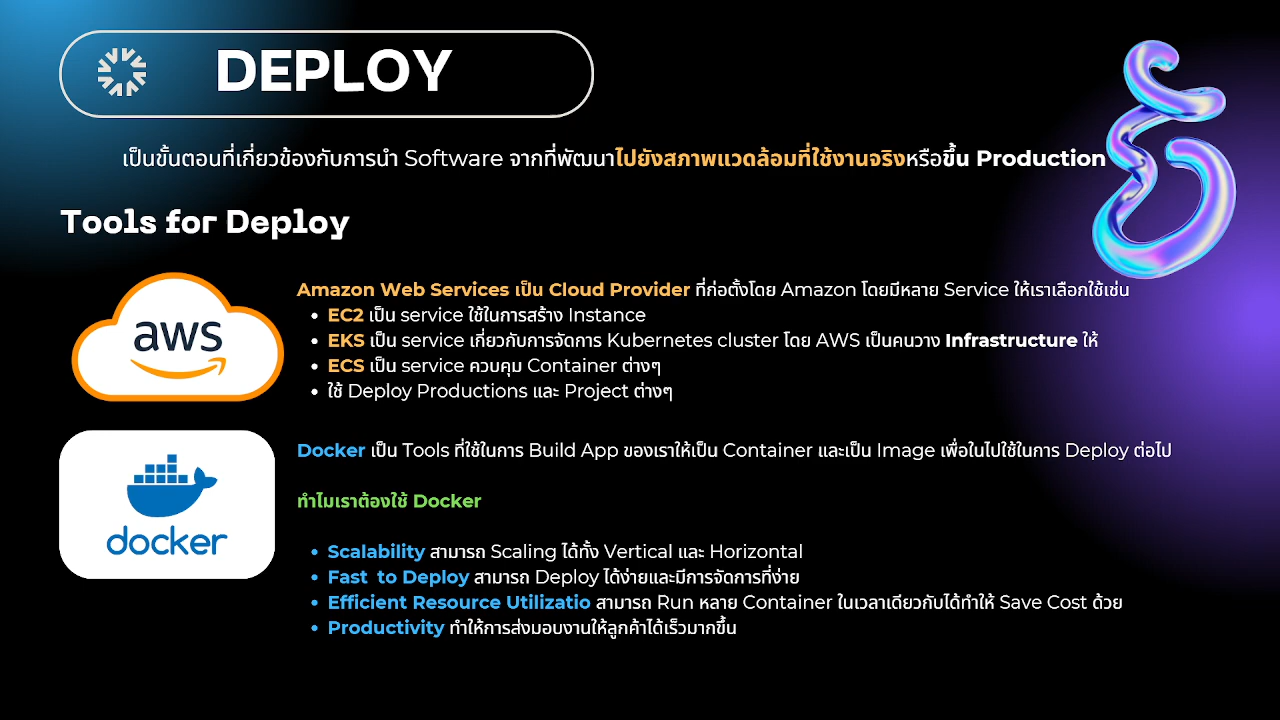 DEPLOY
เป็นขั้นตอนที่เกี่ยวข้องกับการนำ Software จากที่พัฒนาไปยังสภาพแวดล้อมที่ใช้งานจริงหรือขึ้น Production
Tools for Deploy
aws
Amazon Web Services เป็น Cloud Provider ที่ก่อตั้งโดย Amazon โดยมีหลาย Service ให้เราเลือกใช้เช่น
• EC2 เป็น service ใช้ในการสร้าง Instance
• EKS เป็น service เกี่ยวกับการจัดการ Kubernetes cluster โดย AWS เป็นคนวาง Infrastructure ให้
• ECS เป็น service ควบคุม Container ต่างๆ
• ใช้ Deploy Productions และ Project ต่างๆ
docker
Docker เป็น Tools ที่ใช้ในการ Build App ของเราให้เป็น Container และเป็น Image เพื่อในไปใช้ในการ Deploy ต่อไป
ทำไมเราต้องใช้ Docker
• Scalability สามารถ Scaling ได้ทั้ง Vertical และ Horizontal
• Fast to Deploy สามารถ Deploy ได้ง่ายและมีการจัดการที่ง่าย
• Efficient Resource Utilizatio สามารถ Run หลาย Container ในเวลาเดียวกับได้ทำให้ Save Cost ด้วย
• Productivity ทำให้การส่งมอบงานให้ลูกค้าได้เร็วมากขึ้น